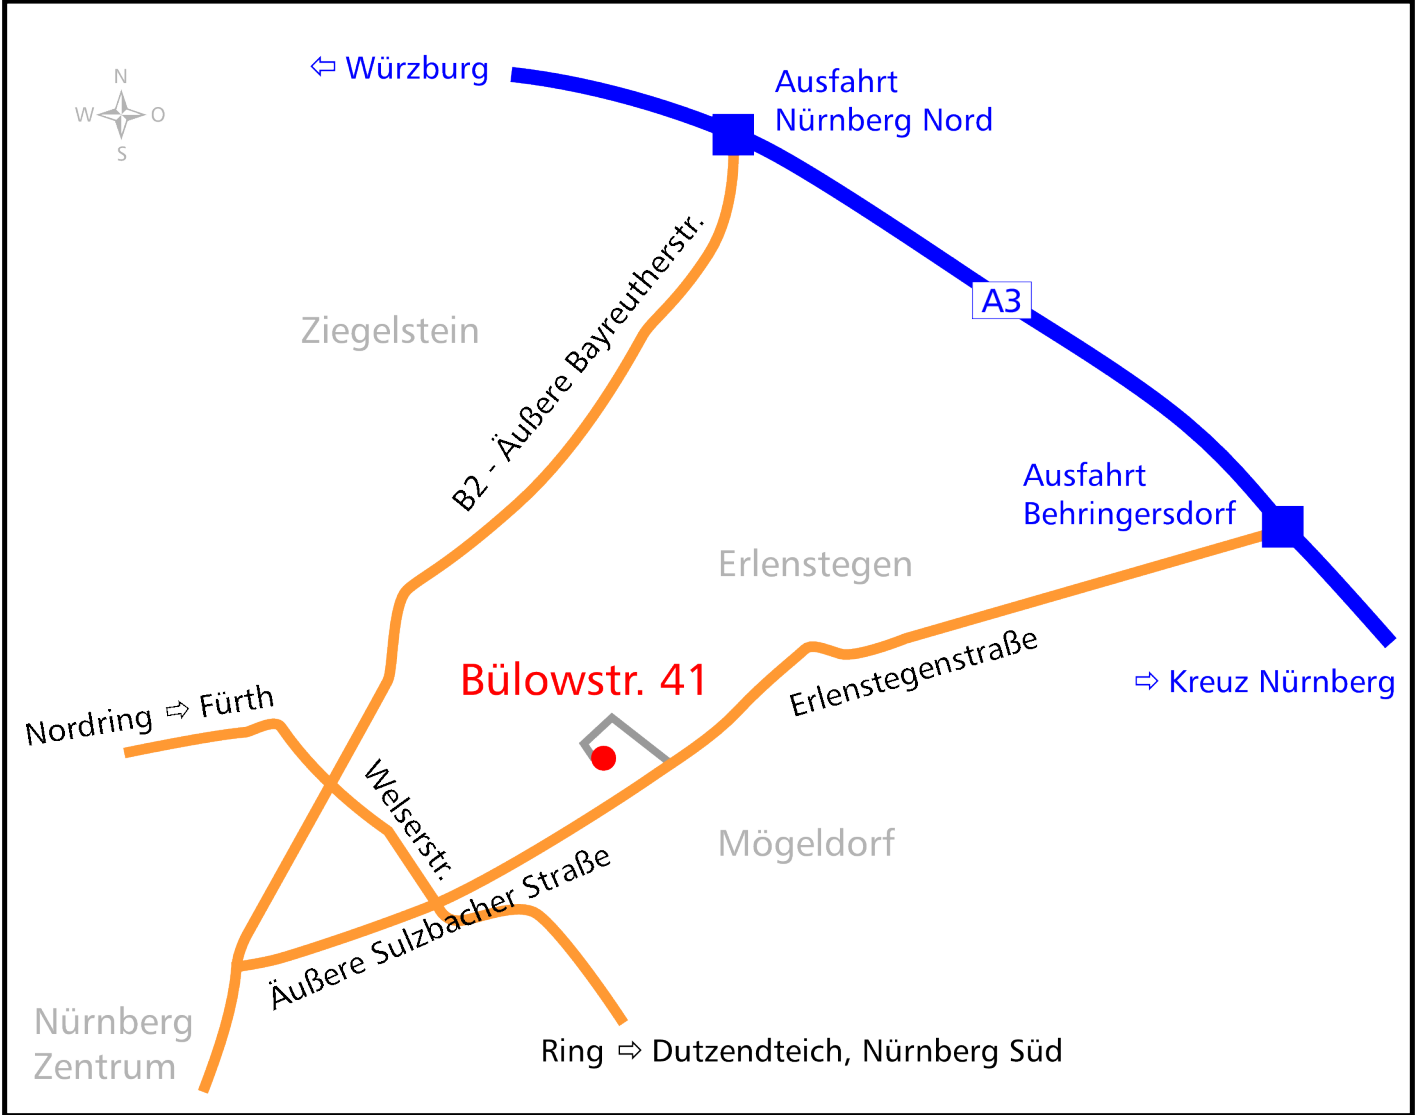 ⇦ Würzburg
Ausfahrt
Nürnberg Nord
N
W O
S
B2 - Äußere Bayreutherstr.
A3
Ziegelstein
Ausfahrt
Behringersdorf
Erlenstegen
Erlenstegenstraße
Bülowstr. 41
⇨ Kreuz Nürnberg
Nordring ⇨ Fürth
Welserstr.
Mögeldorf
Äußere Sulzbacher Straße
Nürnberg
Zentrum
Ring ⇨ Dutzendteich, Nürnberg Süd